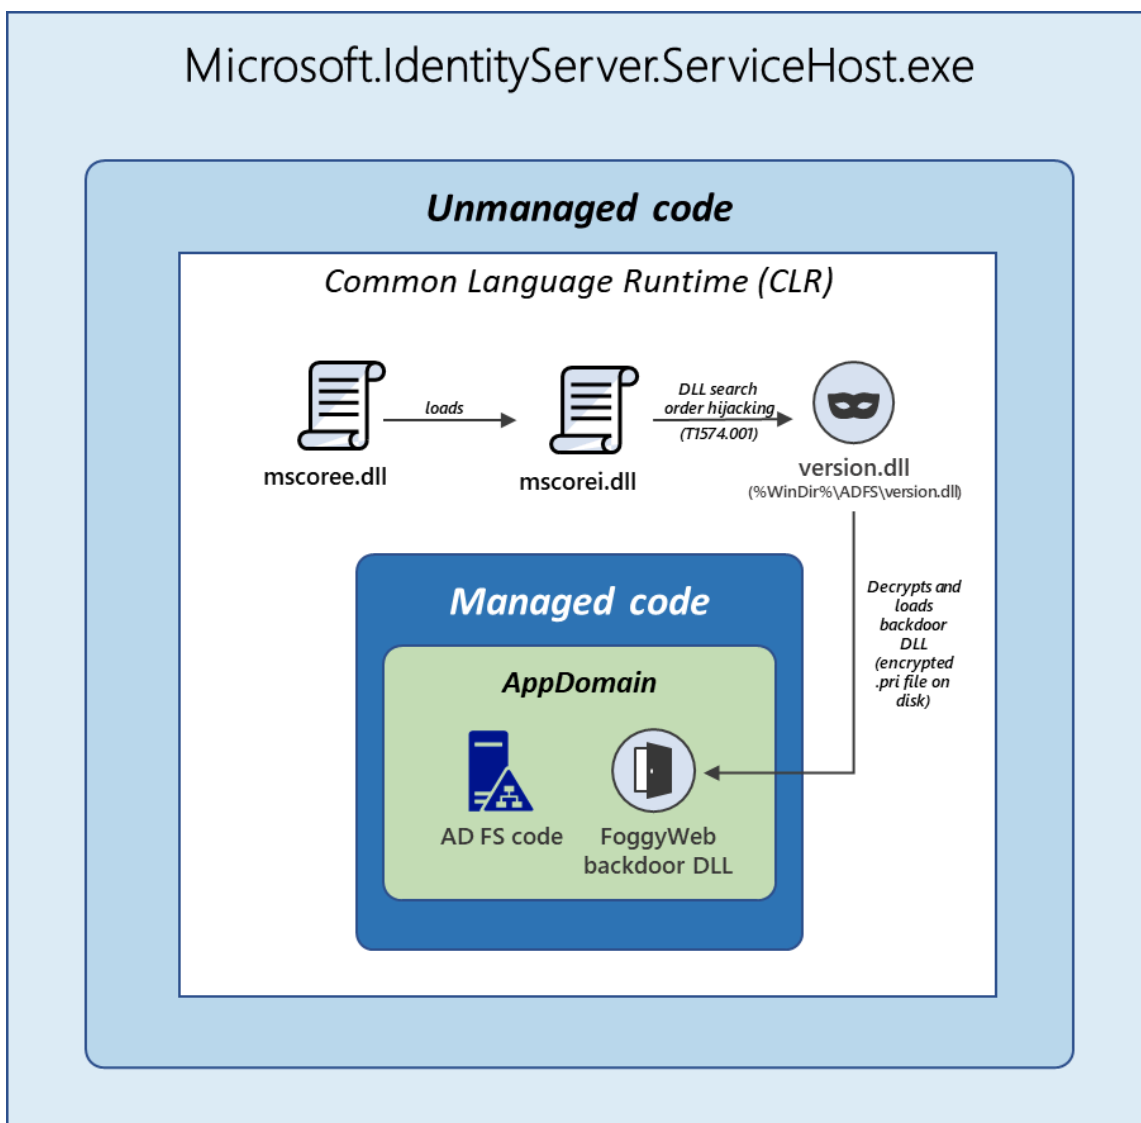 Microsoft.IdentityServer.ServiceHost.exe
Unmanaged code
Common Language Runtime (CLR)
mscoree.dll
loads
mscorei.dll
DLL search
order hijacking
(T1574.001)
version.dll
(%WinDir%\ADFS\version.dll)
Decrypts and
loads
backdoor
DLL
(encrypted
.pri file on
disk)
Managed code
AppDomain
AD FS code
FoggyWeb
backdoor DLL